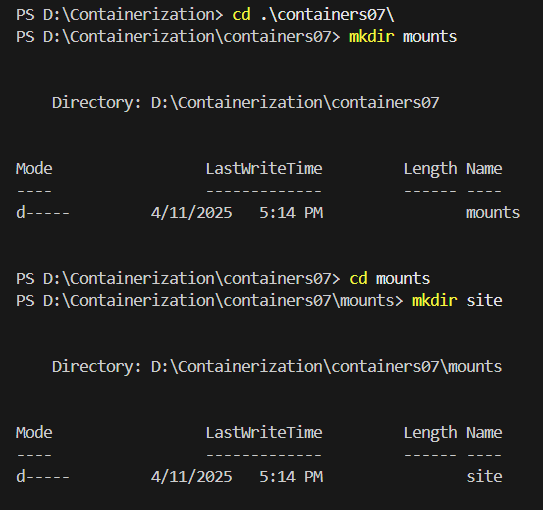 PS D:\Containerization> cd .\containers07\
PS D:\Containerization\containers07> mkdir mounts
Directory: D:\Containerization\containers07
Mode LastWriteTime Length Name
---- ------------- ------ ----
d----- 4/11/2025 5:14 PM mounts
PS D:\Containerization\containers07> cd mounts
PS D:\Containerization\containers07\mounts> mkdir site
Directory: D:\Containerization\containers07\mounts
Mode LastWriteTime Length Name
---- ------------- ------ ----
d----- 4/11/2025 5:14 PM site